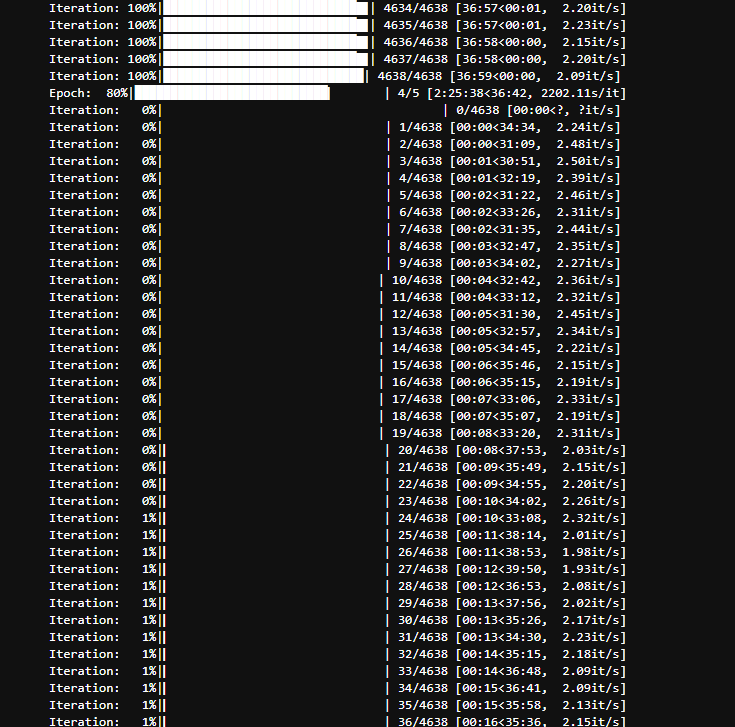 Iteration: 100%| | 4634/4638 [36:57<00:01, 2.20it/s]
Iteration: 100%| | 4635/4638 [36:57<00:01, 2.23it/s]
Iteration: 100%| | 4636/4638 [36:58<00:00, 2.15it/s]
Iteration: 100%| | 4637/4638 [36:58<00:00, 2.20it/s]
Iteration: 100%| | 4638/4638 [36:59<00:00, 2.09it/s]
Epoch: 80%| | 4/5 [2:25:38<36:42, 2202.11s/it]
Iteration: 0%| | 0/4638 [00:00<?, ?it/s]
Iteration: 0%| | 1/4638 [00:00<34:34, 2.24it/s]
Iteration: 0%| | 2/4638 [00:00<31:09, 2.48it/s]
Iteration: 0%| | 3/4638 [00:01<30:51, 2.50it/s]
Iteration: 0%| | 4/4638 [00:01<32:19, 2.39it/s]
Iteration: 0%| | 5/4638 [00:02<31:22, 2.46it/s]
Iteration: 0%| | 6/4638 [00:02<33:26, 2.31it/s]
Iteration: 0%| | 7/4638 [00:02<31:35, 2.44it/s]
Iteration: 0%| | 8/4638 [00:03<32:47, 2.35it/s]
Iteration: 0%| | 9/4638 [00:03<34:02, 2.27it/s]
Iteration: 0%| | 10/4638 [00:04<32:42, 2.36it/s]
Iteration: 0%| | 11/4638 [00:04<33:12, 2.32it/s]
Iteration: 0%| | 12/4638 [00:05<31:30, 2.45it/s]
Iteration: 0%| | 13/4638 [00:05<32:57, 2.34it/s]
Iteration: 0%| | 14/4638 [00:05<34:45, 2.22it/s]
Iteration: 0%| | 15/4638 [00:06<35:46, 2.15it/s]
Iteration: 0%| | 16/4638 [00:06<35:15, 2.19it/s]
Iteration: 0%| | 17/4638 [00:07<33:06, 2.33it/s]
Iteration: 0%| | 18/4638 [00:07<35:07, 2.19it/s]
Iteration: 0%| | 19/4638 [00:08<33:20, 2.31it/s]
Iteration: 0%|| | 20/4638 [00:08<37:53, 2.03it/s]
Iteration: 0%|| | 21/4638 [00:09<35:49, 2.15it/s]
Iteration: 0%|| | 22/4638 [00:09<34:55, 2.20it/s]
Iteration: 0%|| | 23/4638 [00:10<34:02, 2.26it/s]
Iteration: 1%|| | 24/4638 [00:10<33:08, 2.32it/s]
Iteration: 1%|| | 25/4638 [00:11<38:14, 2.01it/s]
Iteration: 1%|| | 26/4638 [00:11<38:53, 1.98it/s]
Iteration: 1%|| | 27/4638 [00:12<39:50, 1.93it/s]
Iteration: 1%|| | 28/4638 [00:12<36:53, 2.08it/s]
Iteration: 1%|| | 29/4638 [00:13<37:56, 2.02it/s]
Iteration: 1%|| | 30/4638 [00:13<35:26, 2.17it/s]
Iteration: 1%|| | 31/4638 [00:13<34:30, 2.23it/s]
Iteration: 1%|| | 32/4638 [00:14<35:15, 2.18it/s]
Iteration: 1%|| | 33/4638 [00:14<36:48, 2.09it/s]
Iteration: 1%|| | 34/4638 [00:15<36:41, 2.09it/s]
Iteration: 1%|| | 35/4638 [00:15<35:58, 2.13it/s]
Iteration: 1%|| | 36/4638 [00:16<35:36, 2.15it/s]